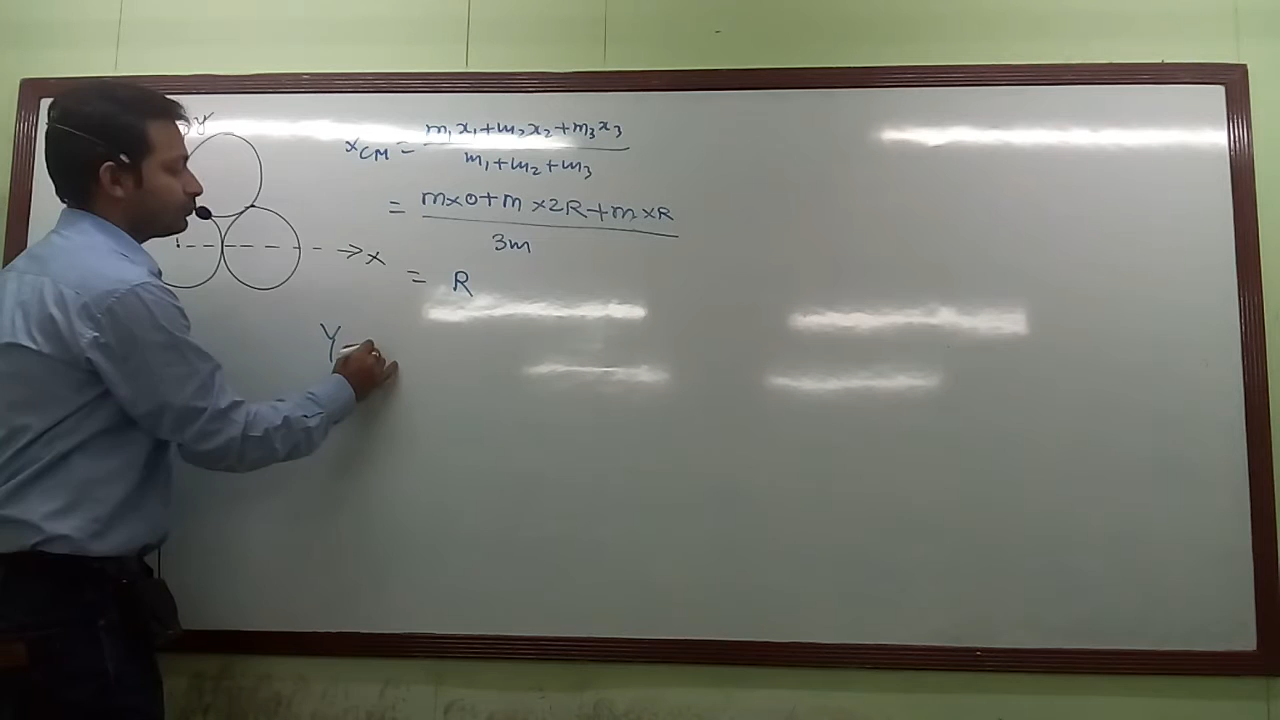 y
x_CM = (m₁x₁+m₂x₂+m₃x₃)/(m₁+m₂+m₃)
= (m×0+m×2R+m×R)/3m
→x
= R
Y